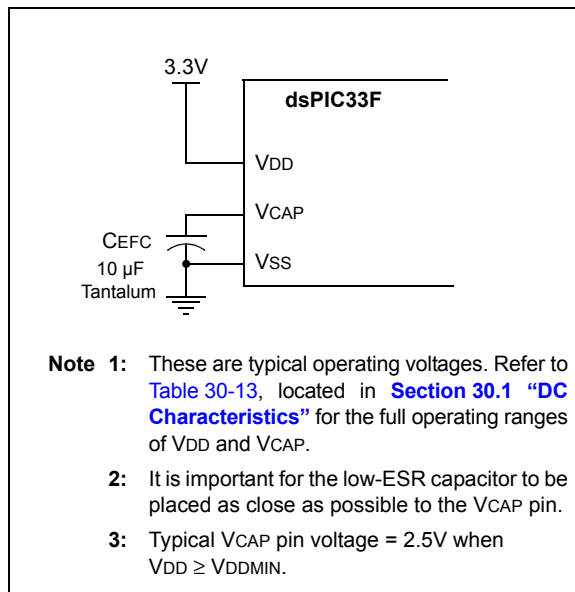 3.3V
dsPIC33F
VDD
VCAP
CEFC
10 µF
Tantalum
VSS
Note 1: These are typical operating voltages. Refer to
Table 30-13, located in Section 30.1 “DC
Characteristics” for the full operating ranges
of VDD and VCAP.
2: It is important for the low-ESR capacitor to be
placed as close as possible to the VCAP pin.
3: Typical VCAP pin voltage = 2.5V when
VDD ≥ VDDMIN.